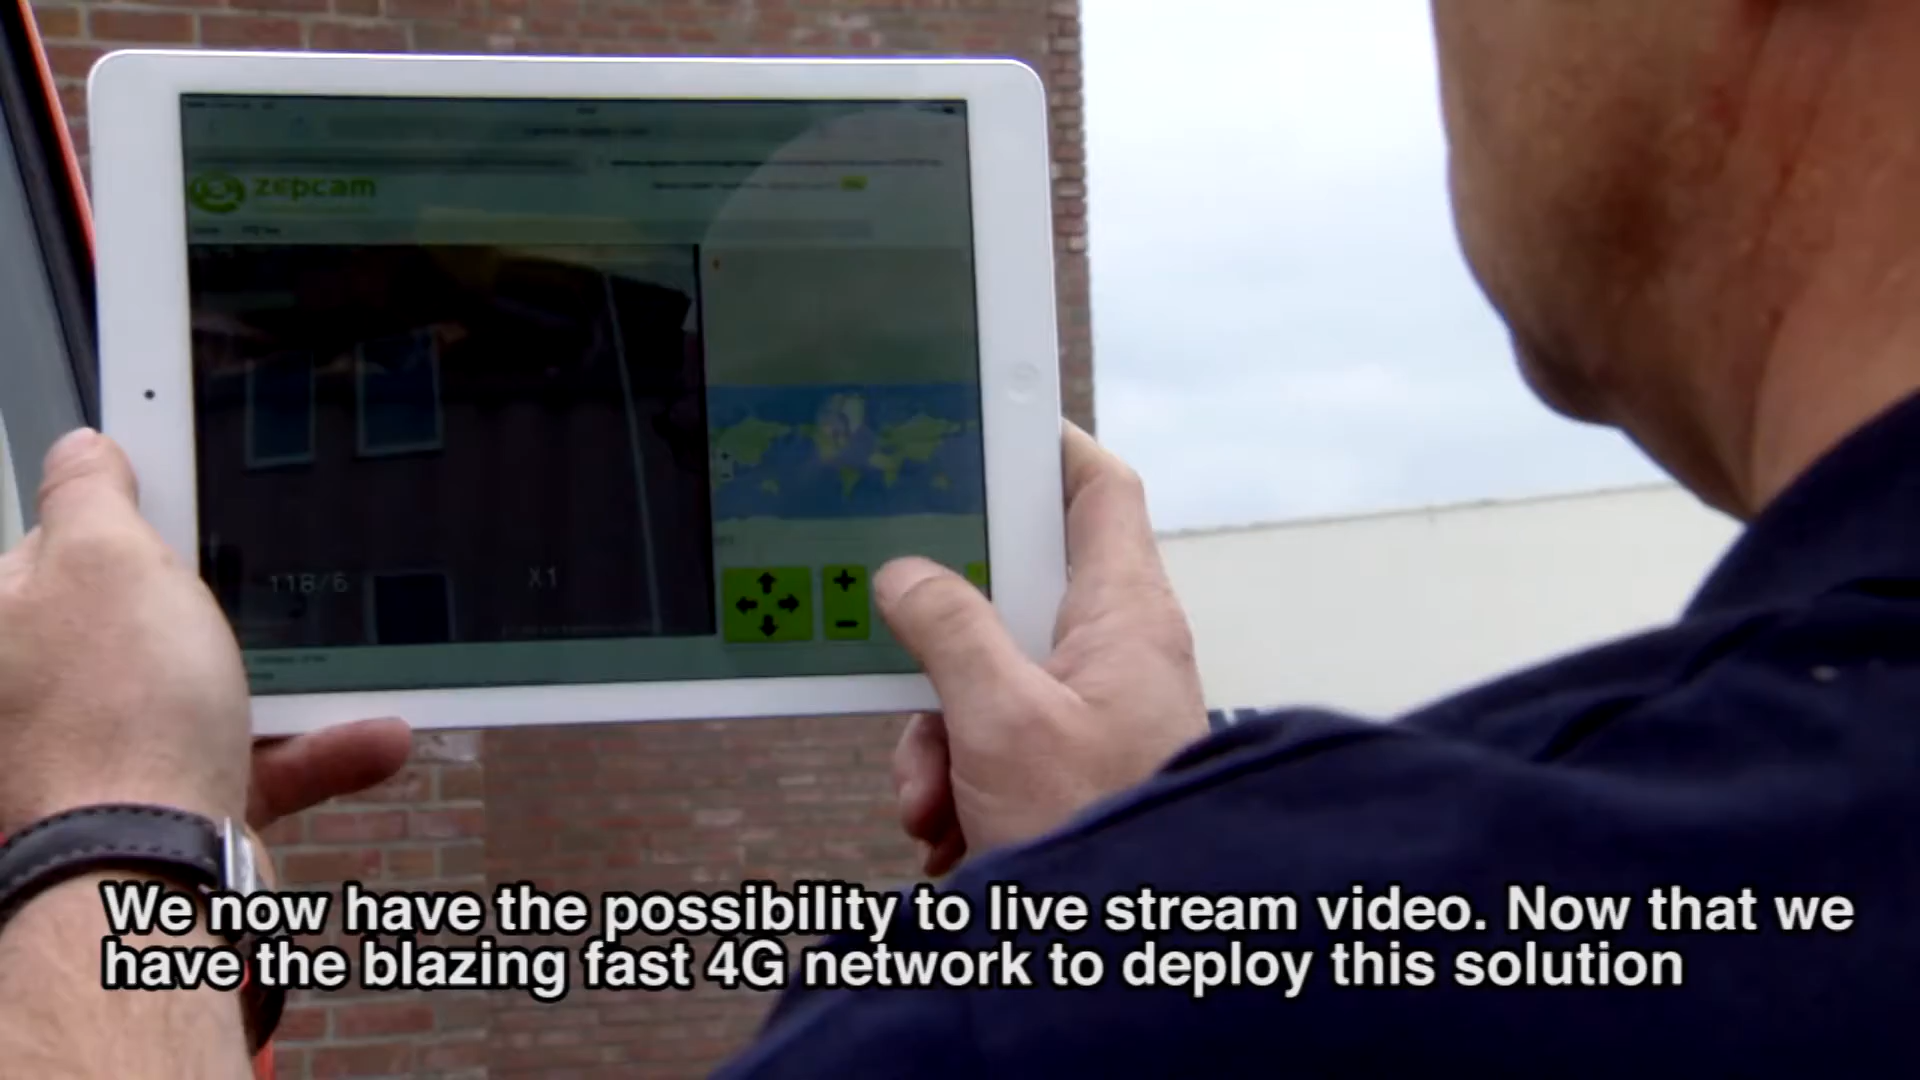 zepcam
118/6
X1
+
-
We now have the possibility to live stream video. Now that we
have the blazing fast 4G network to deploy this solution